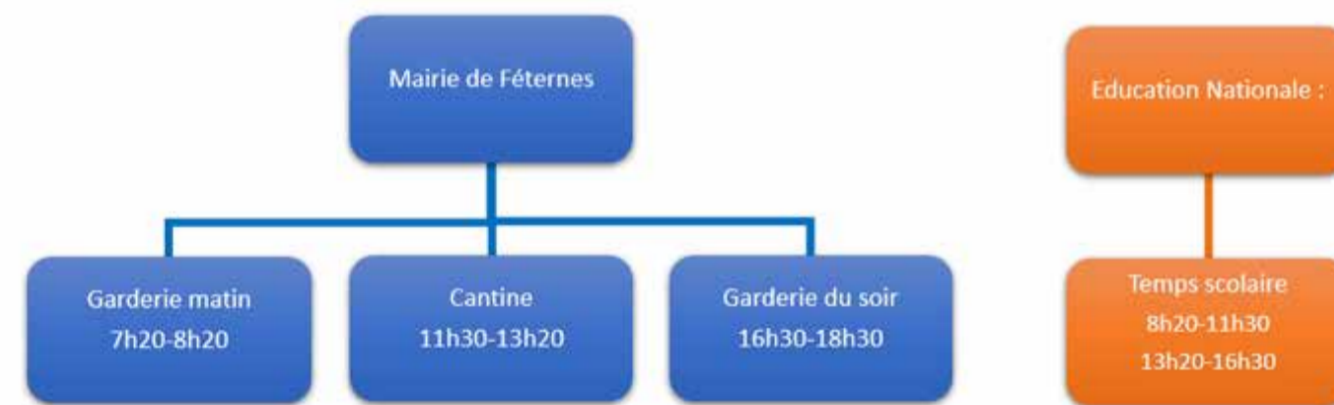 Mairie de Féternes
Education Nationale :
Garderie matin
7h20-8h20
Cantine
11h30-13h20
Garderie du soir
16h30-18h30
Temps scolaire
8h20-11h30
13h20-16h30